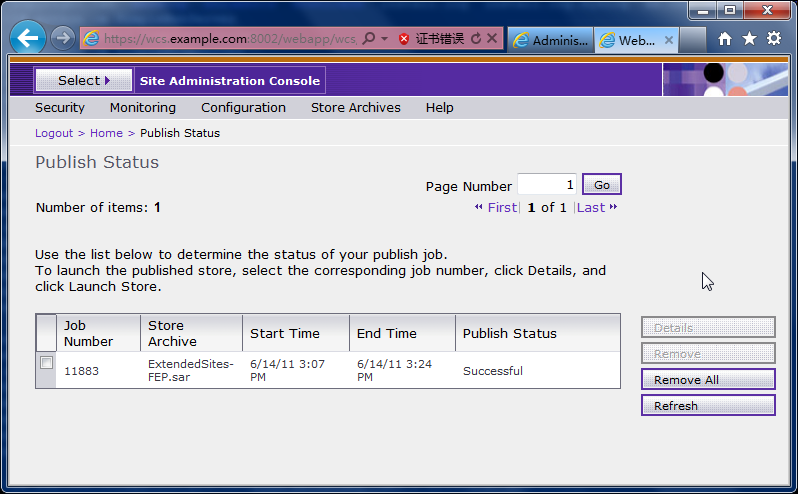 https://wcs.example.com:8002/webapp/wcs
证书错误
Adminis...
Web...
Select
Site Administration Console
Security
Monitoring
Configuration
Store Archives
Help
Logout > Home > Publish Status
Publish Status
Page Number 1 Go
Number of items: 1
First| 1 of 1 |Last
Use the list below to determine the status of your publish job.
To launch the published store, select the corresponding job number, click Details, and
click Launch Store.
Job
Number
Store
Archive
Start Time
End Time
Publish Status
11883
ExtendedSites-
FEP.sar
6/14/11 3:07
PM
6/14/11 3:24
PM
Successful
Details
Remove
Remove All
Refresh